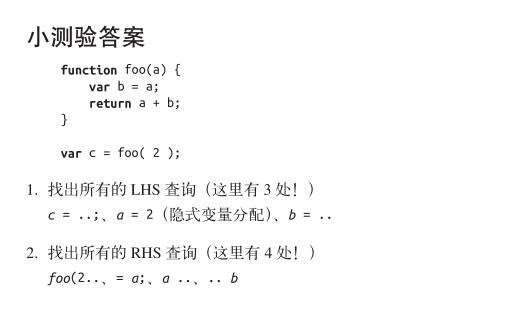 小测验答案
function foo(a) {
    var b = a;
    return a + b;
}

var c = foo( 2 );
1. 找出所有的 LHS 查询（这里有 3 处！）
c = ..;、a = 2（隐式变量分配）、b = ..
2. 找出所有的 RHS 查询（这里有 4 处！）
foo(2..、= a;、a ..、.. b